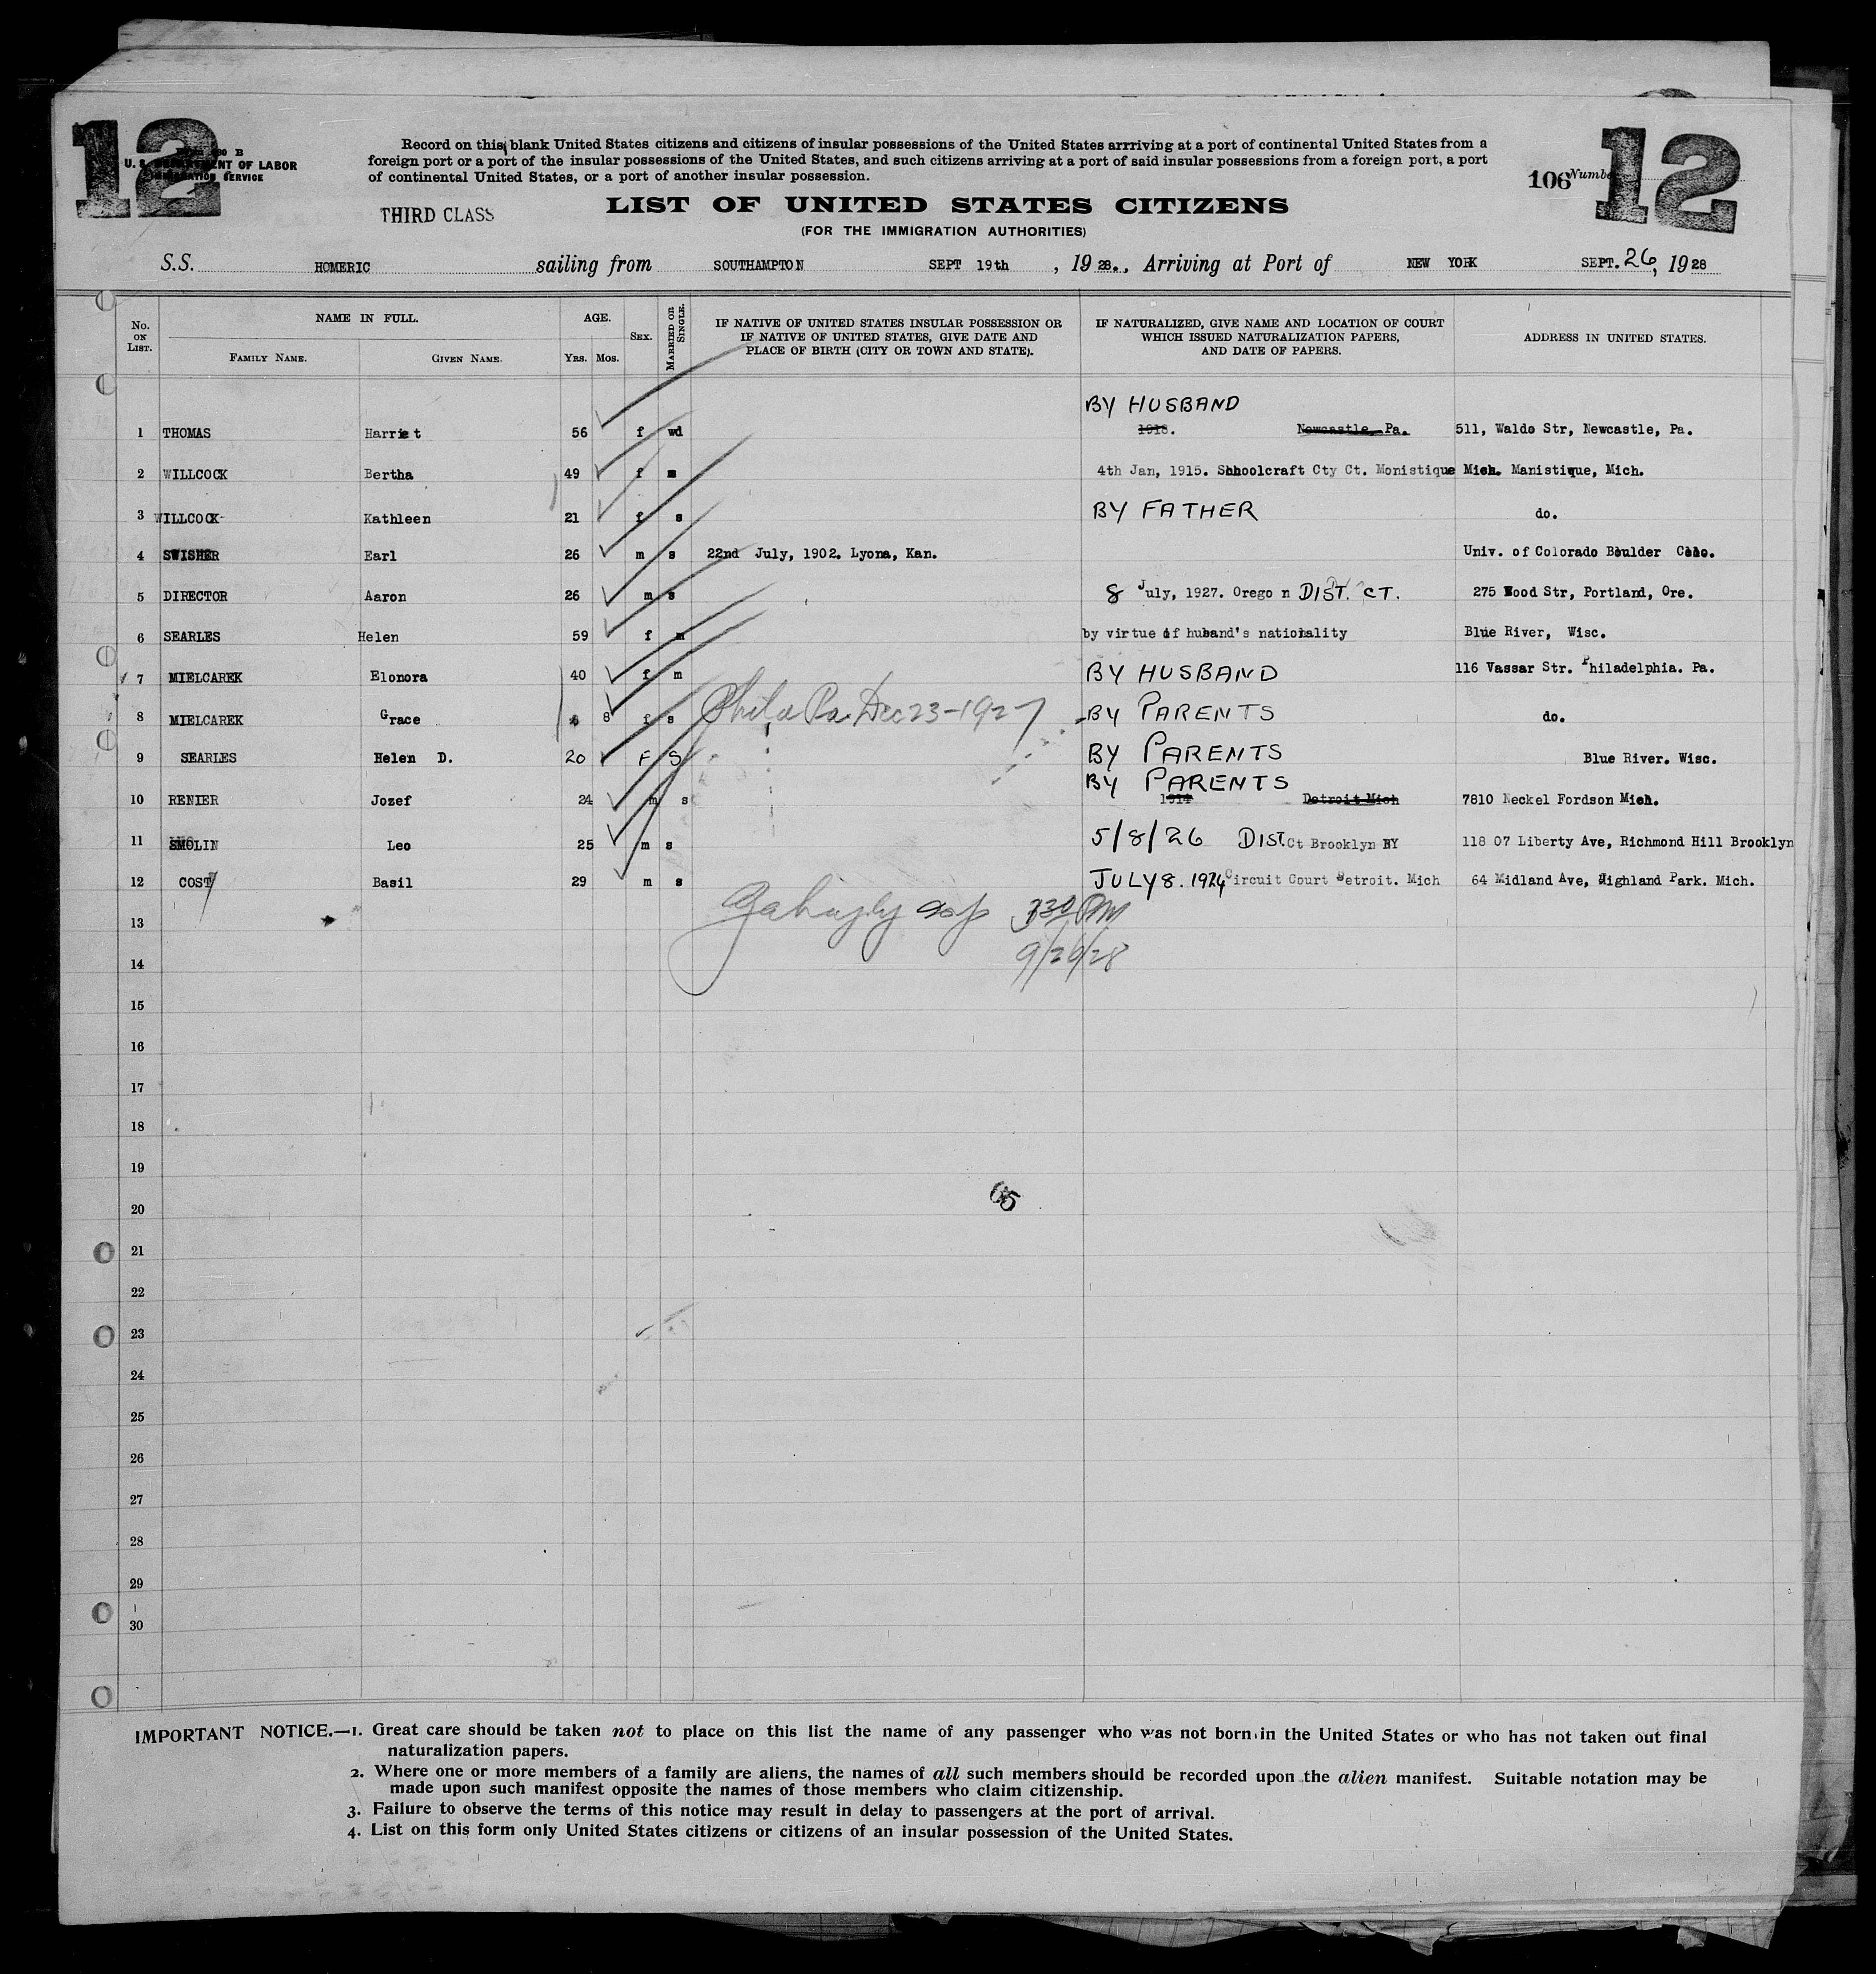 12
U. S. DEPARTMENT OF LABOR
IMMIGRATION SERVICE
Record on this blank United States citizens and citizens of insular possessions of the United States arrriving at a port of continental United States from a
foreign port or a port of the insular possessions of the United States, and such citizens arriving at a port of said insular possessions from a foreign port, a port
of continental United States, or a port of another insular possession.
106 Number 12
THIRD CLASS LIST OF UNITED STATES CITIZENS
(FOR THE IMMIGRATION AUTHORITIES)
S.S. HOMERIC sailing from SOUTHAMPTON SEPT 19th , 19 28., Arriving at Port of NEW YORK SEPT. 26, 19 28
No. ON LIST. NAME IN FULL. FAMILY NAME. GIVEN NAME. AGE. YRS. MOS. SEX. MARRIED OR SINGLE. IF NATIVE OF UNITED STATES INSULAR POSSESSION OR IF NATIVE OF UNITED STATES, GIVE DATE AND PLACE OF BIRTH (CITY OR TOWN AND STATE). IF NATURALIZED, GIVE NAME AND LOCATION OF COURT WHICH ISSUED NATURALIZATION PAPERS, AND DATE OF PAPERS. ADDRESS IN UNITED STATES.
BY HUSBAND
1 THOMAS Harriet 56 f wd 1918. Newcastle, Pa. 511, Waldo Str, Newcastle, Pa.
2 WILLCOCK Bertha 49 f m 4th Jan, 1915. Shhoolcraft Cty Ct. Monistique Mich. Manistique, Mich.
3 WILLCOCK Kathleen 21 f s BY FATHER do.
4 SWISHER Earl 26 m s 22nd July, 1902. Lyona, Kan. Univ. of Colorado Boulder Colo.
5 DIRECTOR Aaron 26 m s 8 July, 1927. Orego n DIST. CT. 275 Wood Str, Portland, Ore.
6 SEARLES Helen 59 f m by virtue of huband's nationality Blue River, Wisc.
7 MIELCAREK Elonora 40 f m BY HUSBAND 116 Vassar Str. Philadelphia. Pa.
8 MIELCAREK Grace 8 f s Phila Pa. Dec 23-1927 BY PARENTS do.
9 SEARLES Helen D. 20 F S BY PARENTS Blue River. Wisc.
BY PARENTS
10 RENIER Jozef 24 m s 1914 Detroit Mich 7810 Neckel Fordson Mich.
11 SMOLIN Leo 25 m s 5/8/26 DIST. Ct Brooklyn NY 118 07 Liberty Ave, Richmond Hill Brooklyn
12 COST Basil 29 m s JULY 8. 1924 Circuit Court Detroit. Mich 64 Midland Ave, Highland Park. Mich.
13 330 PM
14 9/26/28
15
16
17
18
19
20 65
21
22
23
24
25
26
27
28
29
30
IMPORTANT NOTICE.—1. Great care should be taken not to place on this list the name of any passenger who was not born in the United States or who has not taken out final
naturalization papers.
2. Where one or more members of a family are aliens, the names of all such members should be recorded upon the alien manifest. Suitable notation may be
made upon such manifest opposite the names of those members who claim citizenship.
3. Failure to observe the terms of this notice may result in delay to passengers at the port of arrival.
4. List on this form only United States citizens or citizens of an insular possession of the United States.